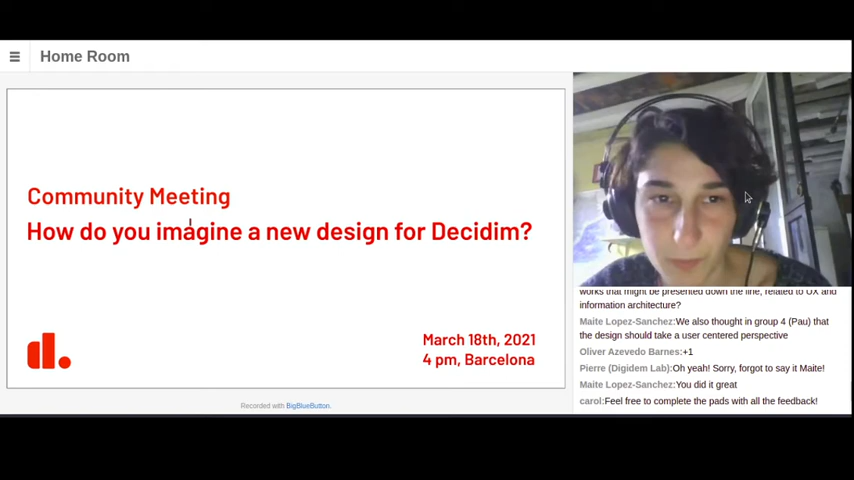 Home Room
Community Meeting
How do you imagine a new design for Decidim?
March 18th, 2021
4 pm, Barcelona
d.
Recorded with BigBlueButton.
works that might be presented down the line, related to UX and
information architecture?
Maite Lopez-Sanchez:We also thought in group 4 (Pau) that
the design should take a user centered perspective
Oliver Azevedo Barnes:+1
Pierre (Digidem Lab):Oh yeah! Sorry, forgot to say it Maite!
Maite Lopez-Sanchez:You did it great
carol:Feel free to complete the pads with all the feedback!